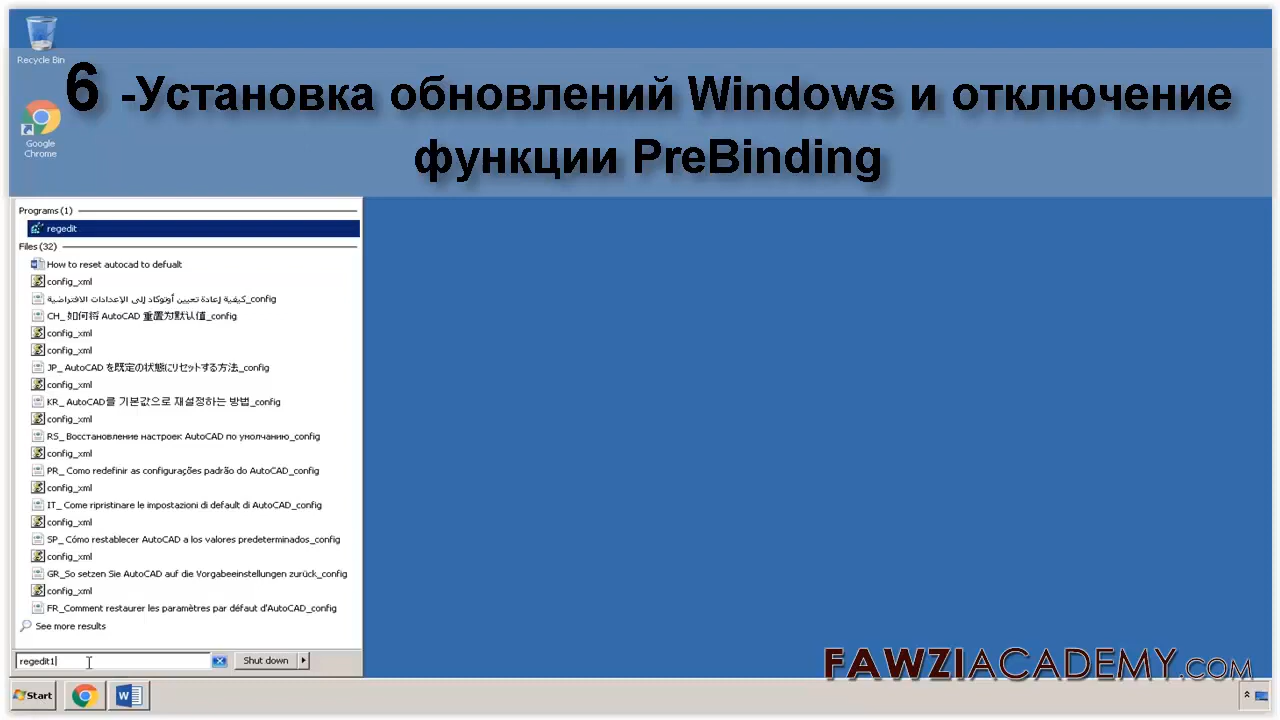 Recycle Bin
6 -Установка обновлений Windows и отключение
функции PreBinding
Google
Chrome
Programs (1)
regedit
Files (32)
How to reset autocad to defualt
config_xml
كيفية إعادة تعيين أوتوكاد إلى الإعدادات الافتراضية_config
CH_ 如何将 AutoCAD 重置为默认值_config
config_xml
config_xml
JP_ AutoCAD を既定の状態にリセットする方法_config
config_xml
KR_ AutoCAD를 기본값으로 재설정하는 방법_config
config_xml
RS_ Восстановление настроек AutoCAD по умолчанию_config
config_xml
PR_ Como redefinir as configurações padrão do AutoCAD_config
config_xml
IT_ Come ripristinare le impostazioni di default di AutoCAD_config
config_xml
SP_ Cómo restablecer AutoCAD a los valores predeterminados_config
config_xml
GR_So setzen Sie AutoCAD auf die Vorgabeeinstellungen zurück_config
config_xml
FR_Comment restaurer les paramètres par défaut d'AutoCAD_config
See more results
regedit1
Shut down
FAWZIACADEMY.COM
Start